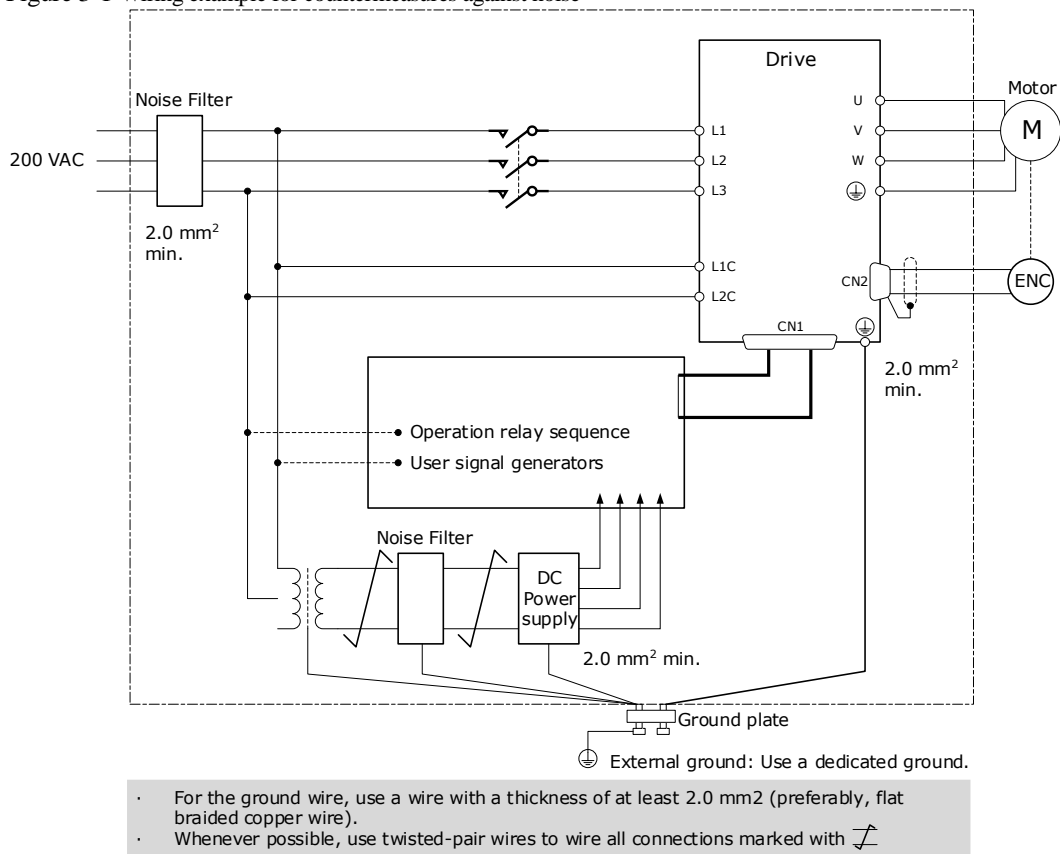 Figure 3-1 Wiring example for countermeasures against noise
Drive
Noise Filter
Motor
U
L1
V
M
200 VAC
L2
W
L3
2.0 mm²
min.
L1C
CN2
ENC
L2C
CN1
2.0 mm²
min.
Operation relay sequence
User signal generators
Noise Filter
DC
Power
supply
2.0 mm² min.
Ground plate
External ground: Use a dedicated ground.
· For the ground wire, use a wire with a thickness of at least 2.0 mm2 (preferably, flat
braided copper wire).
· Whenever possible, use twisted-pair wires to wire all connections marked with